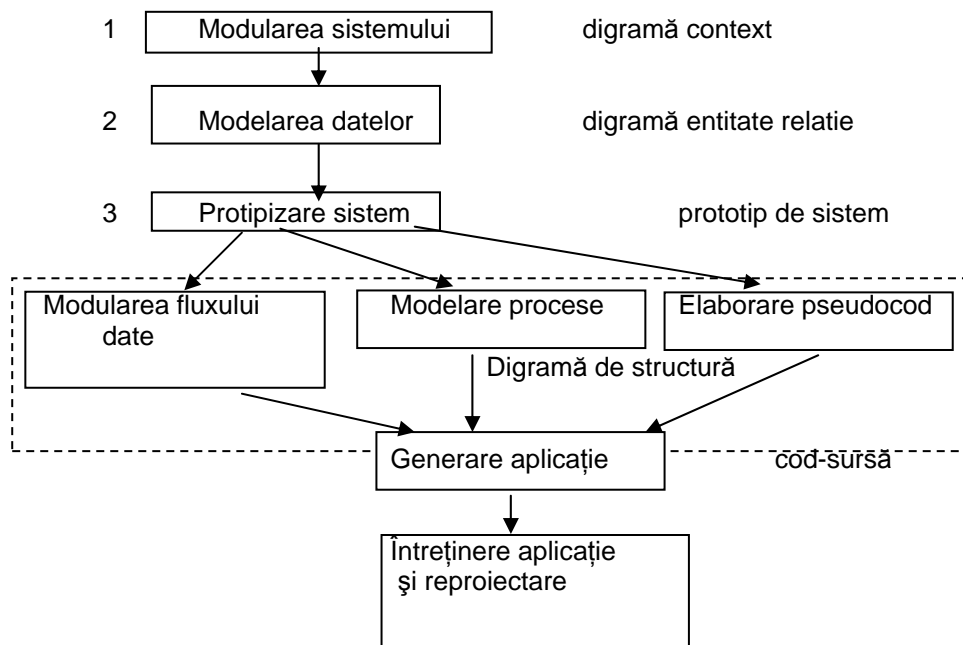 1 Modularea sistemului digramă context
2 Modelarea datelor digramă entitate relatie
3 Protipizare sistem prototip de sistem
Modularea fluxului
date
Modelare procese
Elaborare pseudocod
Digramă de structură
Generare aplicație
cod-sursă
Întreținere aplicație
şi reproiectare